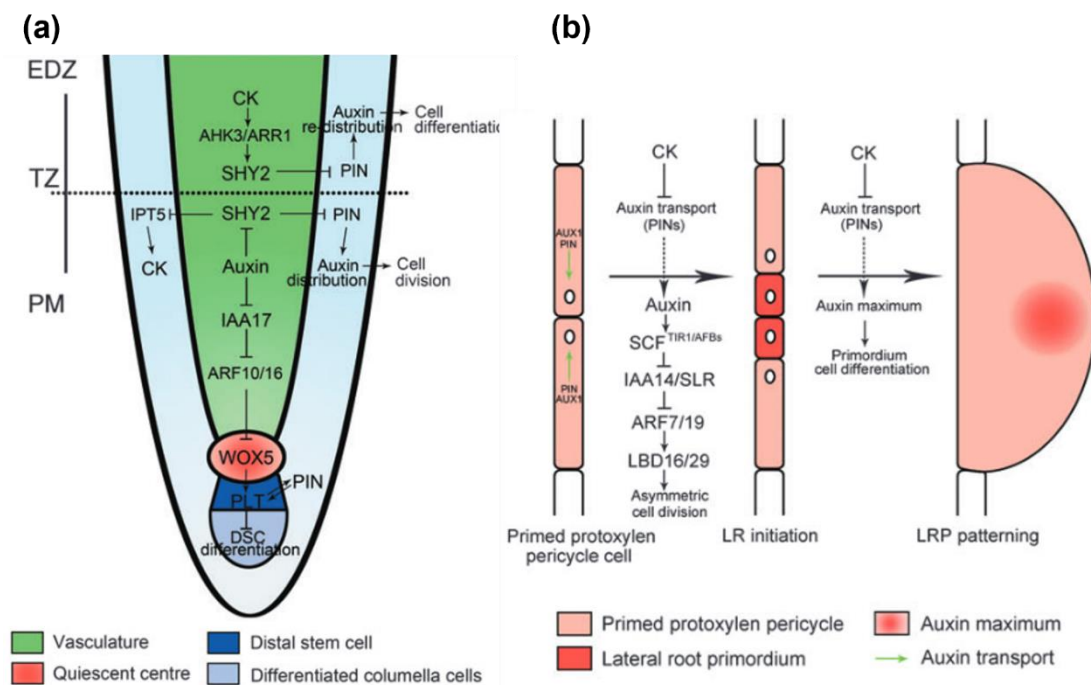 (a)
EDZ
TZ
PM
CK
AHK3/ARR1
SHY2
PIN
Auxin
re-distribution
Cell
differentiatio
IPT5
SHY2
PIN
CK
Auxin
Auxin
distribution
Cell
division
IAA17
ARF10/16
WOX5
PLT
PIN
DSC
differentiation
Vasculature
Quiescent centre
Distal stem cell
Differentiated columella cells
(b)
AUX1
PIN
PIN
AUX1
Primed protoxylen
pericycle cell
CK
Auxin transport
(PINs)
Auxin
SCF TIR1/AFBs
IAA14/SLR
ARF7/19
LBD16/29
Asymmetric
cell division
LR initiation
CK
Auxin transport
(PINs)
Auxin maximum
Primordium
cell differentiation
LRP patterning
Primed protoxylen pericycle
Lateral root primordium
Auxin maximum
Auxin transport